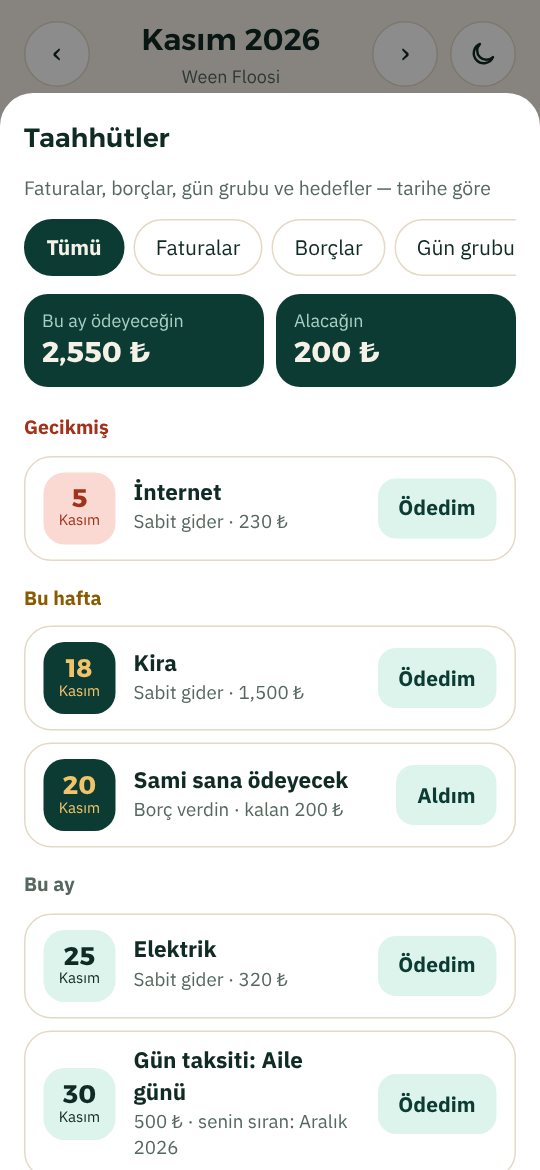 Kasım 2026
Ween Floosi
Taahhütler
Faturalar, borçlar, gün grubu ve hedefler — tarihe göre
Tümü
Faturalar
Borçlar
Gün grubu
Bu ay ödeyeceğin
2,550 ₺
Alacağın
200 ₺
Gecikmiş
5
Kasım
İnternet
Sabit gider · 230 ₺
Ödedim
Bu hafta
18
Kasım
Kira
Sabit gider · 1,500 ₺
Ödedim
20
Kasım
Sami sana ödeyecek
Borç verdin · kalan 200 ₺
Aldım
Bu ay
25
Kasım
Elektrik
Sabit gider · 320 ₺
Ödedim
30
Kasım
Gün taksiti: Aile
günü
500 ₺ · senin sıran: Aralık
2026
Ödedim